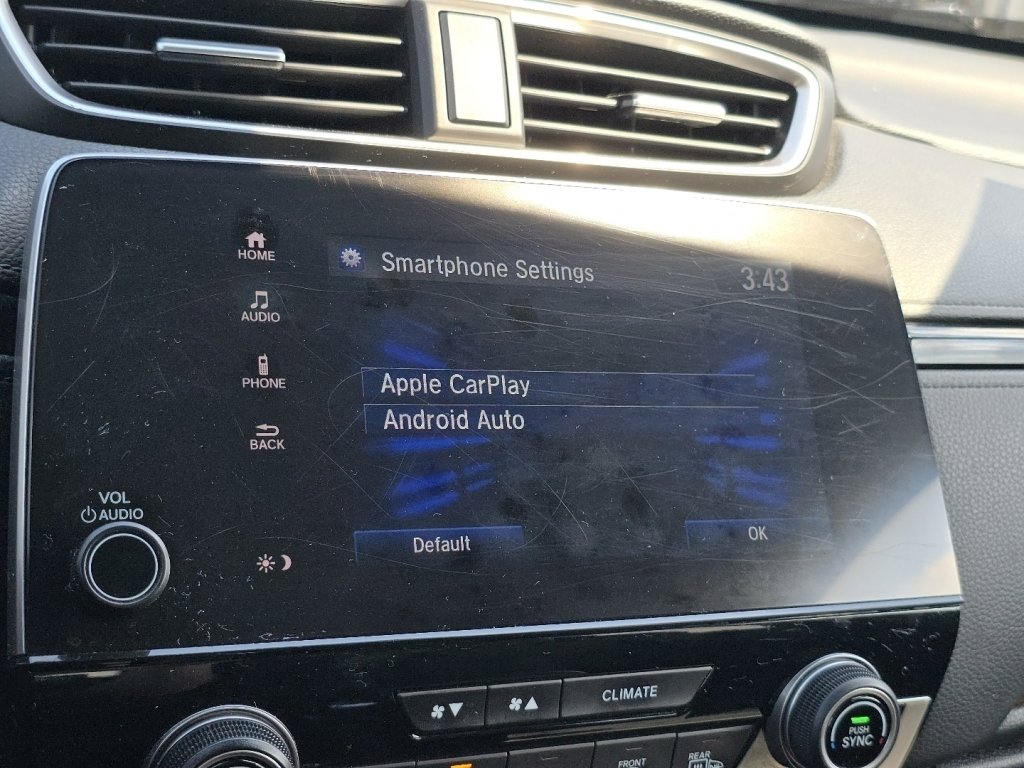 HOME
Smartphone Settings
3:43
AUDIO
PHONE
Apple CarPlay
Android Auto
BACK
VOL
AUDIO
Default
OK
CLIMATE
PUSH
SYNC
FRONT
REAR